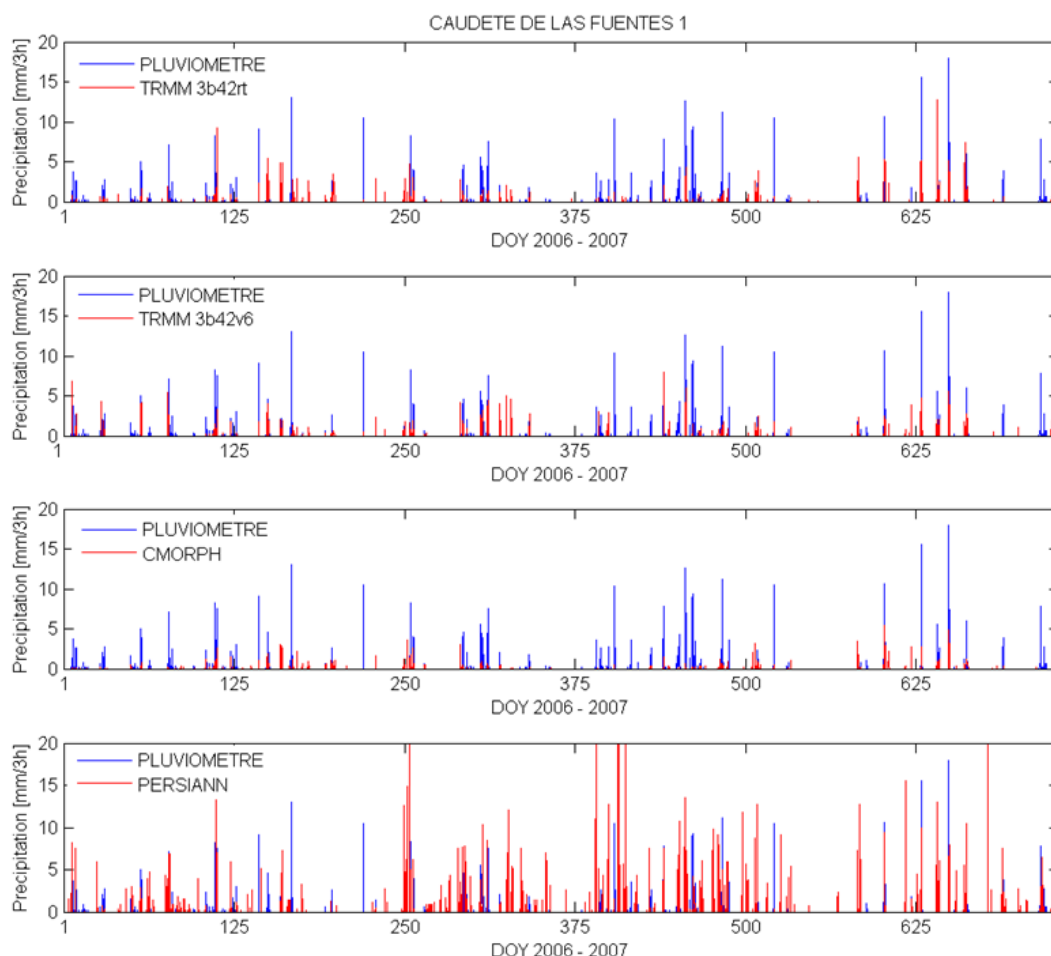 CAUDETE DE LAS FUENTES 1
Precipitation [mm/3h]
20
15
10
5
0
PLUVIOMETRE
TRMM 3b42rt
1 125 250 375 500 625
DOY 2006 - 2007
Precipitation [mm/3h]
20
15
10
5
0
PLUVIOMETRE
TRMM 3b42v6
1 125 250 375 500 625
DOY 2006 - 2007
Precipitation [mm/3h]
20
15
10
5
0
PLUVIOMETRE
CMORPH
1 125 250 375 500 625
DOY 2006 - 2007
Precipitation [mm/3h]
20
15
10
5
0
PLUVIOMETRE
PERSIANN
1 125 250 375 500 625
DOY 2006 - 2007